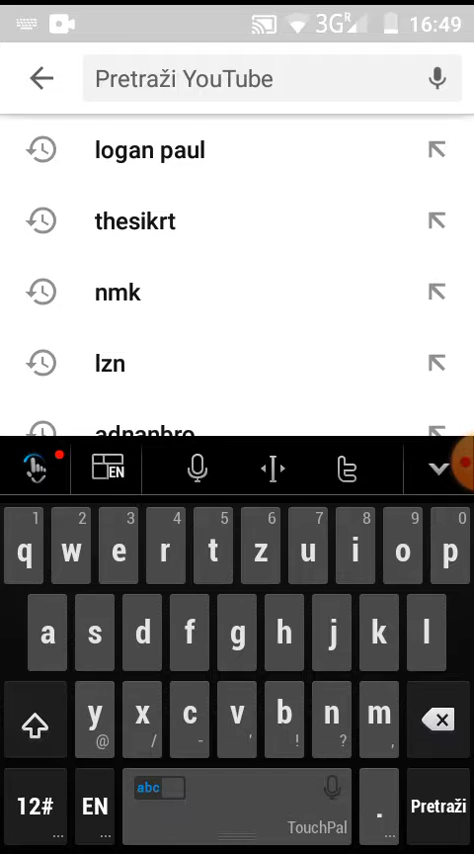 3G R 16:49
Pretraži YouTube
logan paul
thesikrt
nmk
lzn
adnanbro
EN
1 2 3 4 5 6 7 8 9 0
q w e r t z u i o p
a s d f g h j k l
y x c v b n m
@ / - ' ! ? ,
abc
12# EN . Pretraži
... TouchPal ...